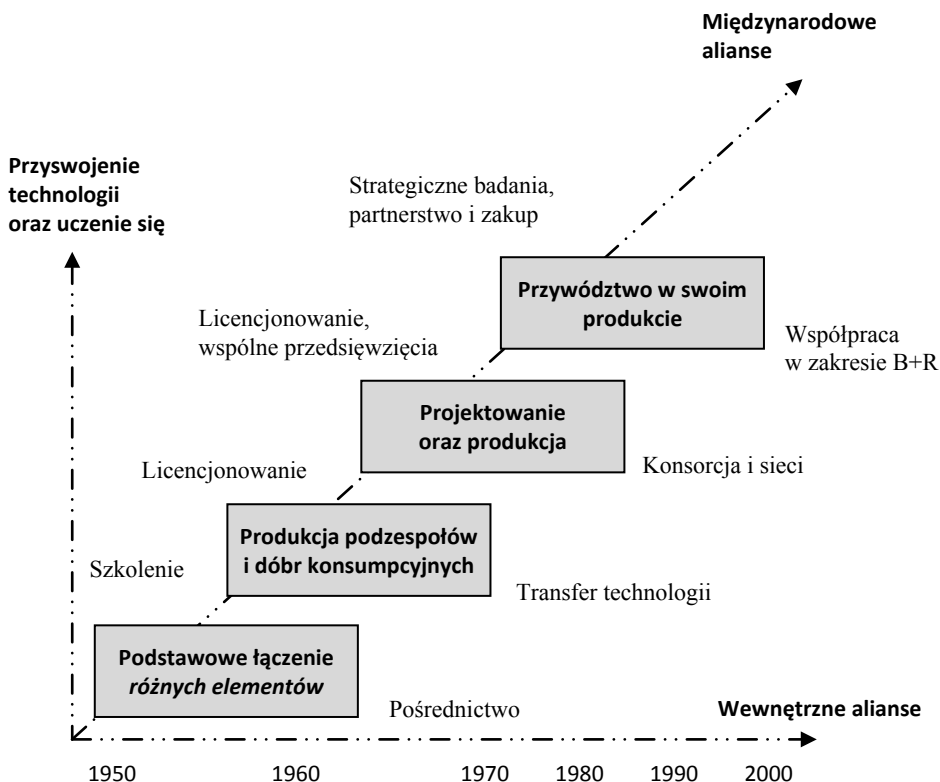 Międzynarodowe
alianse
Przyswojenie
technologii
oraz uczenie się
Strategiczne badania,
partnerstwo i zakup
Przywództwo w swoim
produkcie
Licencjonowanie,
wspólne przedsięwzięcia
Współpraca
w zakresie B+R
Projektowanie
oraz produkcja
Licencjonowanie
Konsorcja i sieci
Produkcja podzespołów
i dóbr konsumpcyjnych
Szkolenie
Transfer technologii
Podstawowe łączenie
różnych elementów
Pośrednictwo
Wewnętrzne alianse
1950 1960 1970 1980 1990 2000